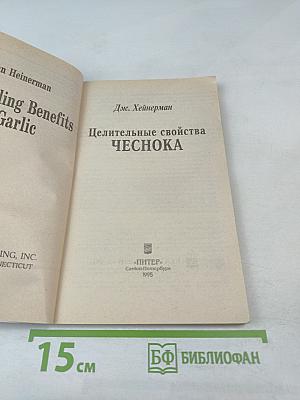 n Heinerman
ling Benefits
Garlic
ING, INC.
NECTICUT
Дж. Хейнерман
Целительные свойства
ЧЕСНОКА
«ПИТЕР»
Санкт-Петербург
1995
15 см
БФ БИБЛИОФАН